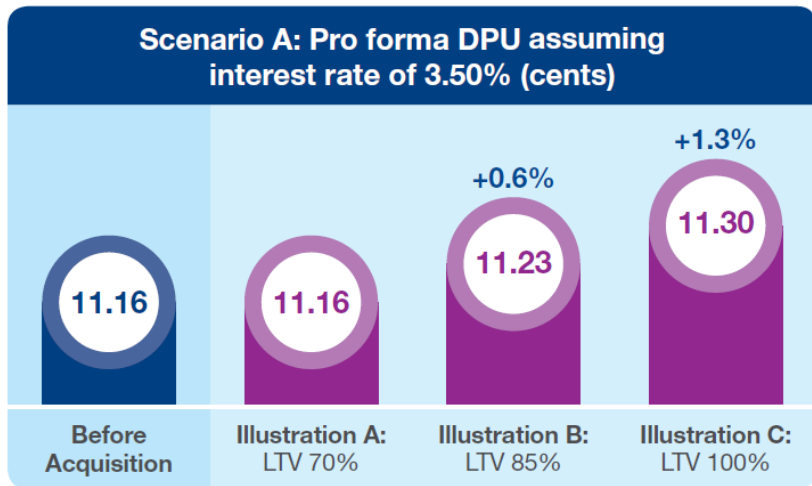 Scenario A: Pro forma DPU assuming
interest rate of 3.50% (cents)
+1.3%
+0.6%
11.16
11.16
11.23
11.30
Before
Acquisition
Illustration A:
LTV 70%
Illustration B:
LTV 85%
Illustration C:
LTV 100%